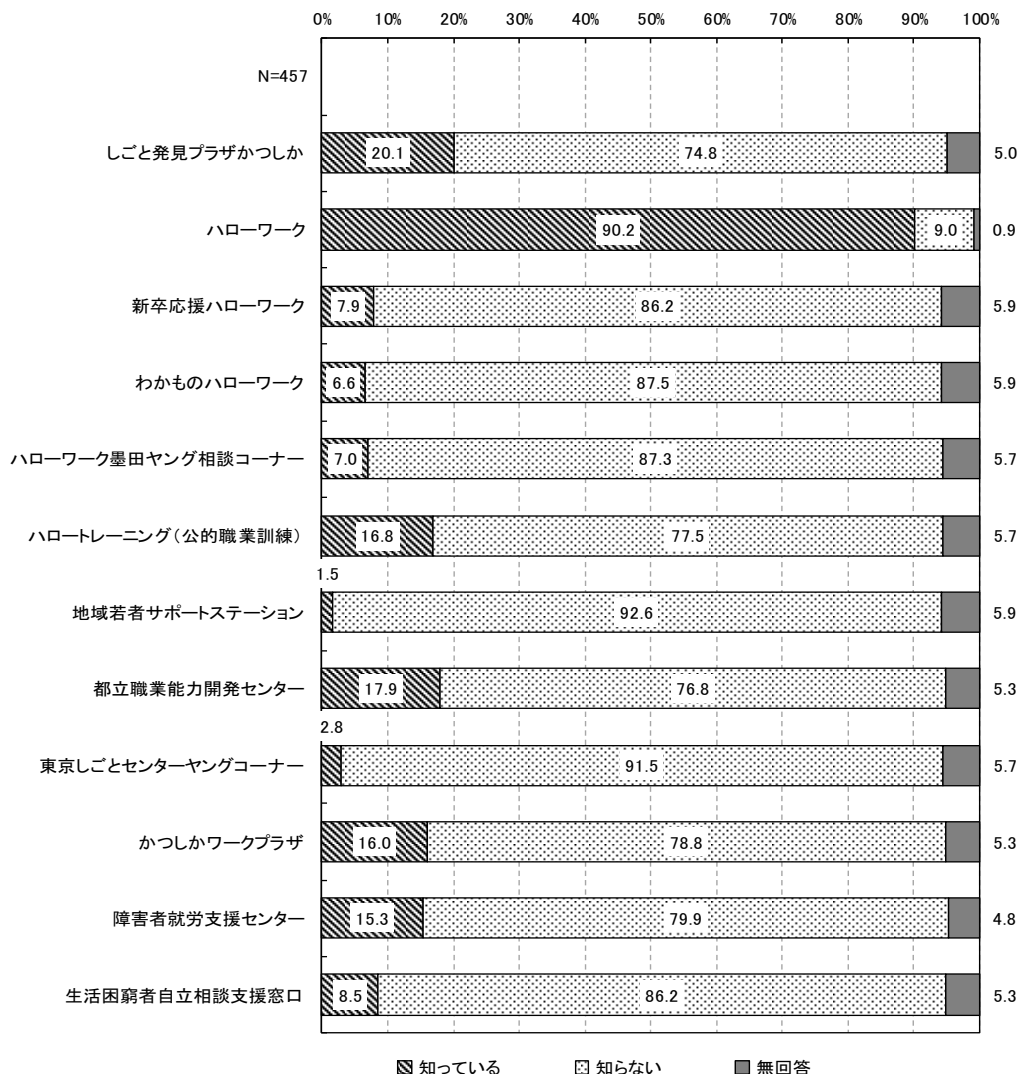 0% 10% 20% 30% 40% 50% 60% 70% 80% 90% 100%
N=457
しごと発見プラザかつしか 20.1 74.8 5.0
ハローワーク 90.2 9.0 0.9
新卒応援ハローワーク 7.9 86.2 5.9
わかものハローワーク 6.6 87.5 5.9
ハローワーク墨田ヤング相談コーナー 7.0 87.3 5.7
ハロートレーニング（公的職業訓練） 16.8 77.5 5.7
地域若者サポートステーション 1.5 92.6 5.9
都立職業能力開発センター 17.9 76.8 5.3
東京しごとセンターヤングコーナー 2.8 91.5 5.7
かつしかワークプラザ 16.0 78.8 5.3
障害者就労支援センター 15.3 79.9 4.8
生活困窮者自立相談支援窓口 8.5 86.2 5.3
知っている 知らない 無回答